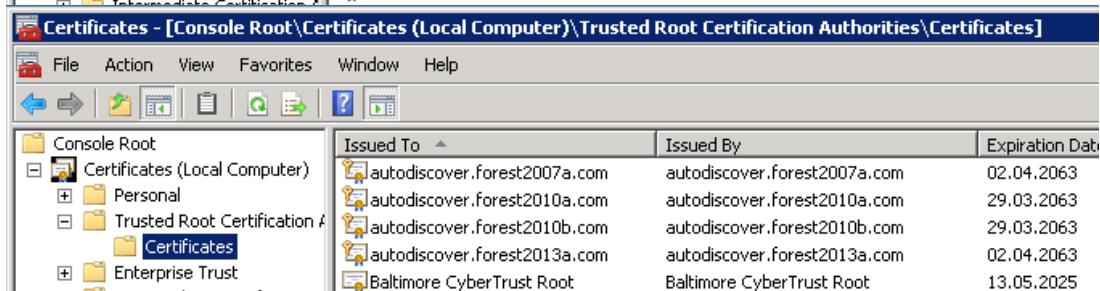 Intermediate Certification A
Certificates - [Console Root\Certificates (Local Computer)\Trusted Root Certification Authorities\Certificates]
File Action View Favorites Window Help
Console Root
Certificates (Local Computer)
Personal
Trusted Root Certification A
Certificates
Enterprise Trust
Issued To Issued By Expiration Date
autodiscover.forest2007a.com autodiscover.forest2007a.com 02.04.2063
autodiscover.forest2010a.com autodiscover.forest2010a.com 29.03.2063
autodiscover.forest2010b.com autodiscover.forest2010b.com 29.03.2063
autodiscover.forest2013a.com autodiscover.forest2013a.com 02.04.2063
Baltimore CyberTrust Root Baltimore CyberTrust Root 13.05.2025